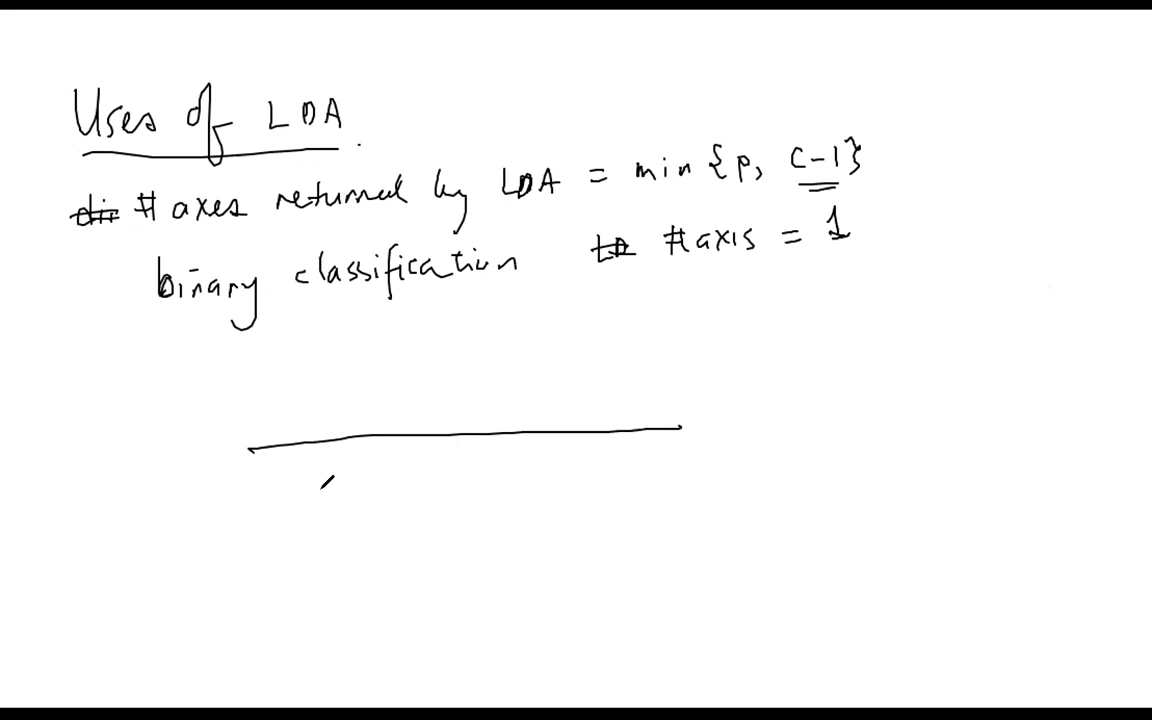 Uses of LDA
# axes returned by LDA = min {p, C-1}
binary classification # axis = 1